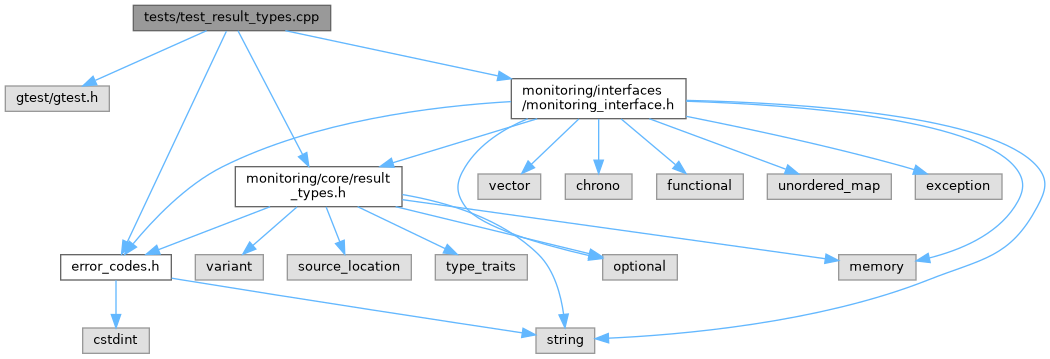 tests/test_result_types.cpp
gtest/gtest.h
monitoring/interfaces
/monitoring_interface.h
monitoring/core/result
_types.h
vector
chrono
functional
unordered_map
exception
error_codes.h
variant
source_location
type_traits
optional
memory
cstdint
string